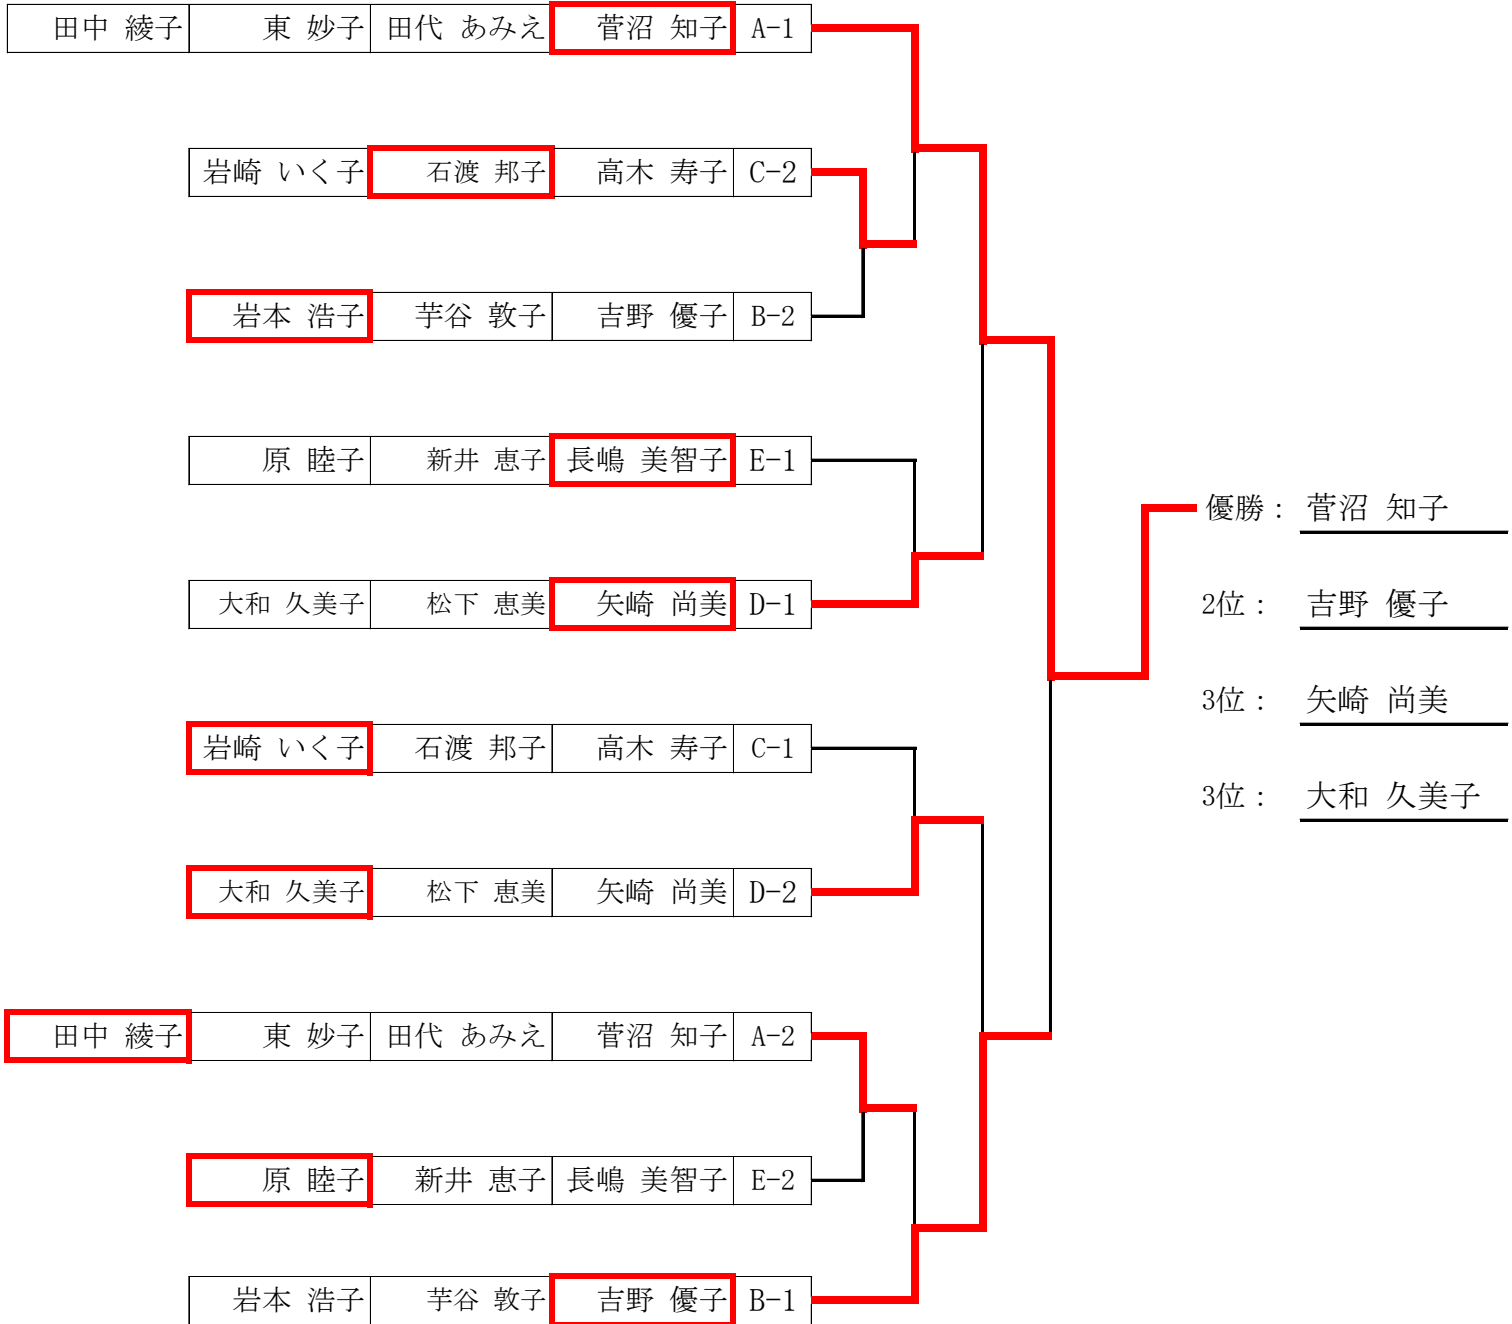 田中 綾子 東 妙子 田代 あみえ 菅沼 知子 A-1
岩崎 いく子 石渡 邦子 高木 寿子 C-2
岩本 浩子 芋谷 敦子 吉野 優子 B-2
原 睦子 新井 恵子 長嶋 美智子 E-1
優勝： 菅沼 知子
大和 久美子 松下 恵美 矢崎 尚美 D-1
2位： 吉野 優子
3位： 矢崎 尚美
岩崎 いく子 石渡 邦子 高木 寿子 C-1
3位： 大和 久美子
大和 久美子 松下 恵美 矢崎 尚美 D-2
田中 綾子 東 妙子 田代 あみえ 菅沼 知子 A-2
原 睦子 新井 恵子 長嶋 美智子 E-2
岩本 浩子 芋谷 敦子 吉野 優子 B-1